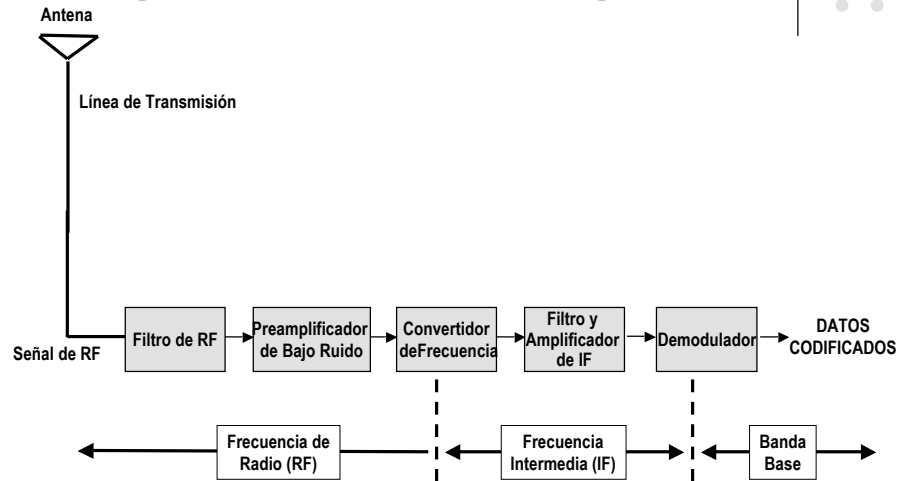 Antena
Línea de Transmisión
Señal de RF
Filtro de RF
Preamplificador
de Bajo Ruido
Convertidor
deFrecuencia
Filtro y
Amplificador
de IF
Demodulador
DATOS
CODIFICADOS
Frecuencia de
Radio (RF)
Frecuencia
Intermedia (IF)
Banda
Base